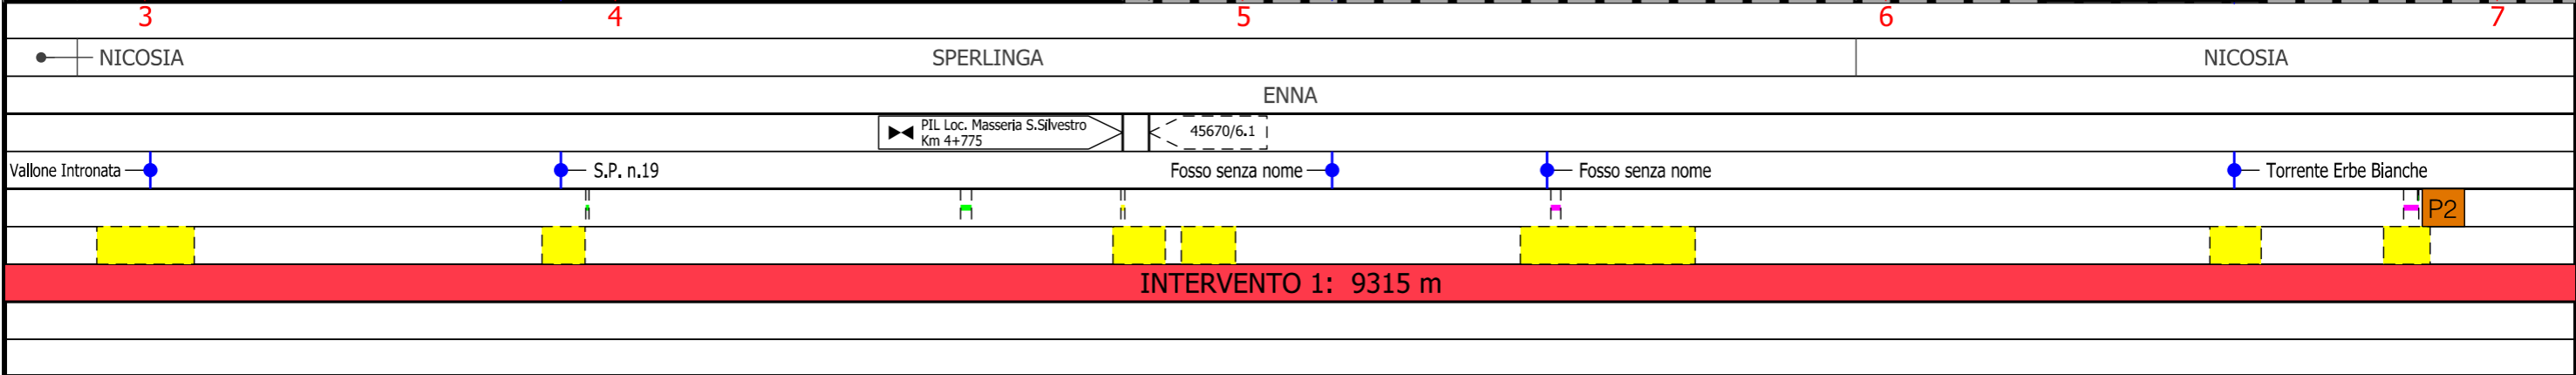 3 4 5 6 7
NICOSIA SPERLINGA NICOSIA
ENNA
PIL Loc. Masseria S.Silvestro
Km 4+775
45670/6.1
Vallone Intronata S.P. n.19 Fosso senza nome Fosso senza nome Torrente Erbe Bianche
P2
INTERVENTO 1: 9315 m